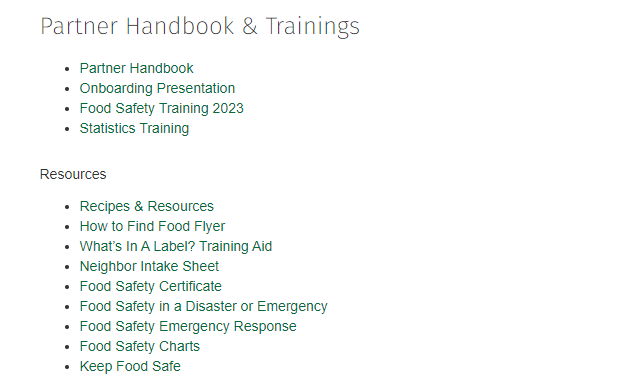 Partner Handbook & Trainings
Partner Handbook
Onboarding Presentation
Food Safety Training 2023
Statistics Training
Resources
Recipes & Resources
How to Find Food Flyer
What's In A Label? Training Aid
Neighbor Intake Sheet
Food Safety Certificate
Food Safety in a Disaster or Emergency
Food Safety Emergency Response
Food Safety Charts
Keep Food Safe